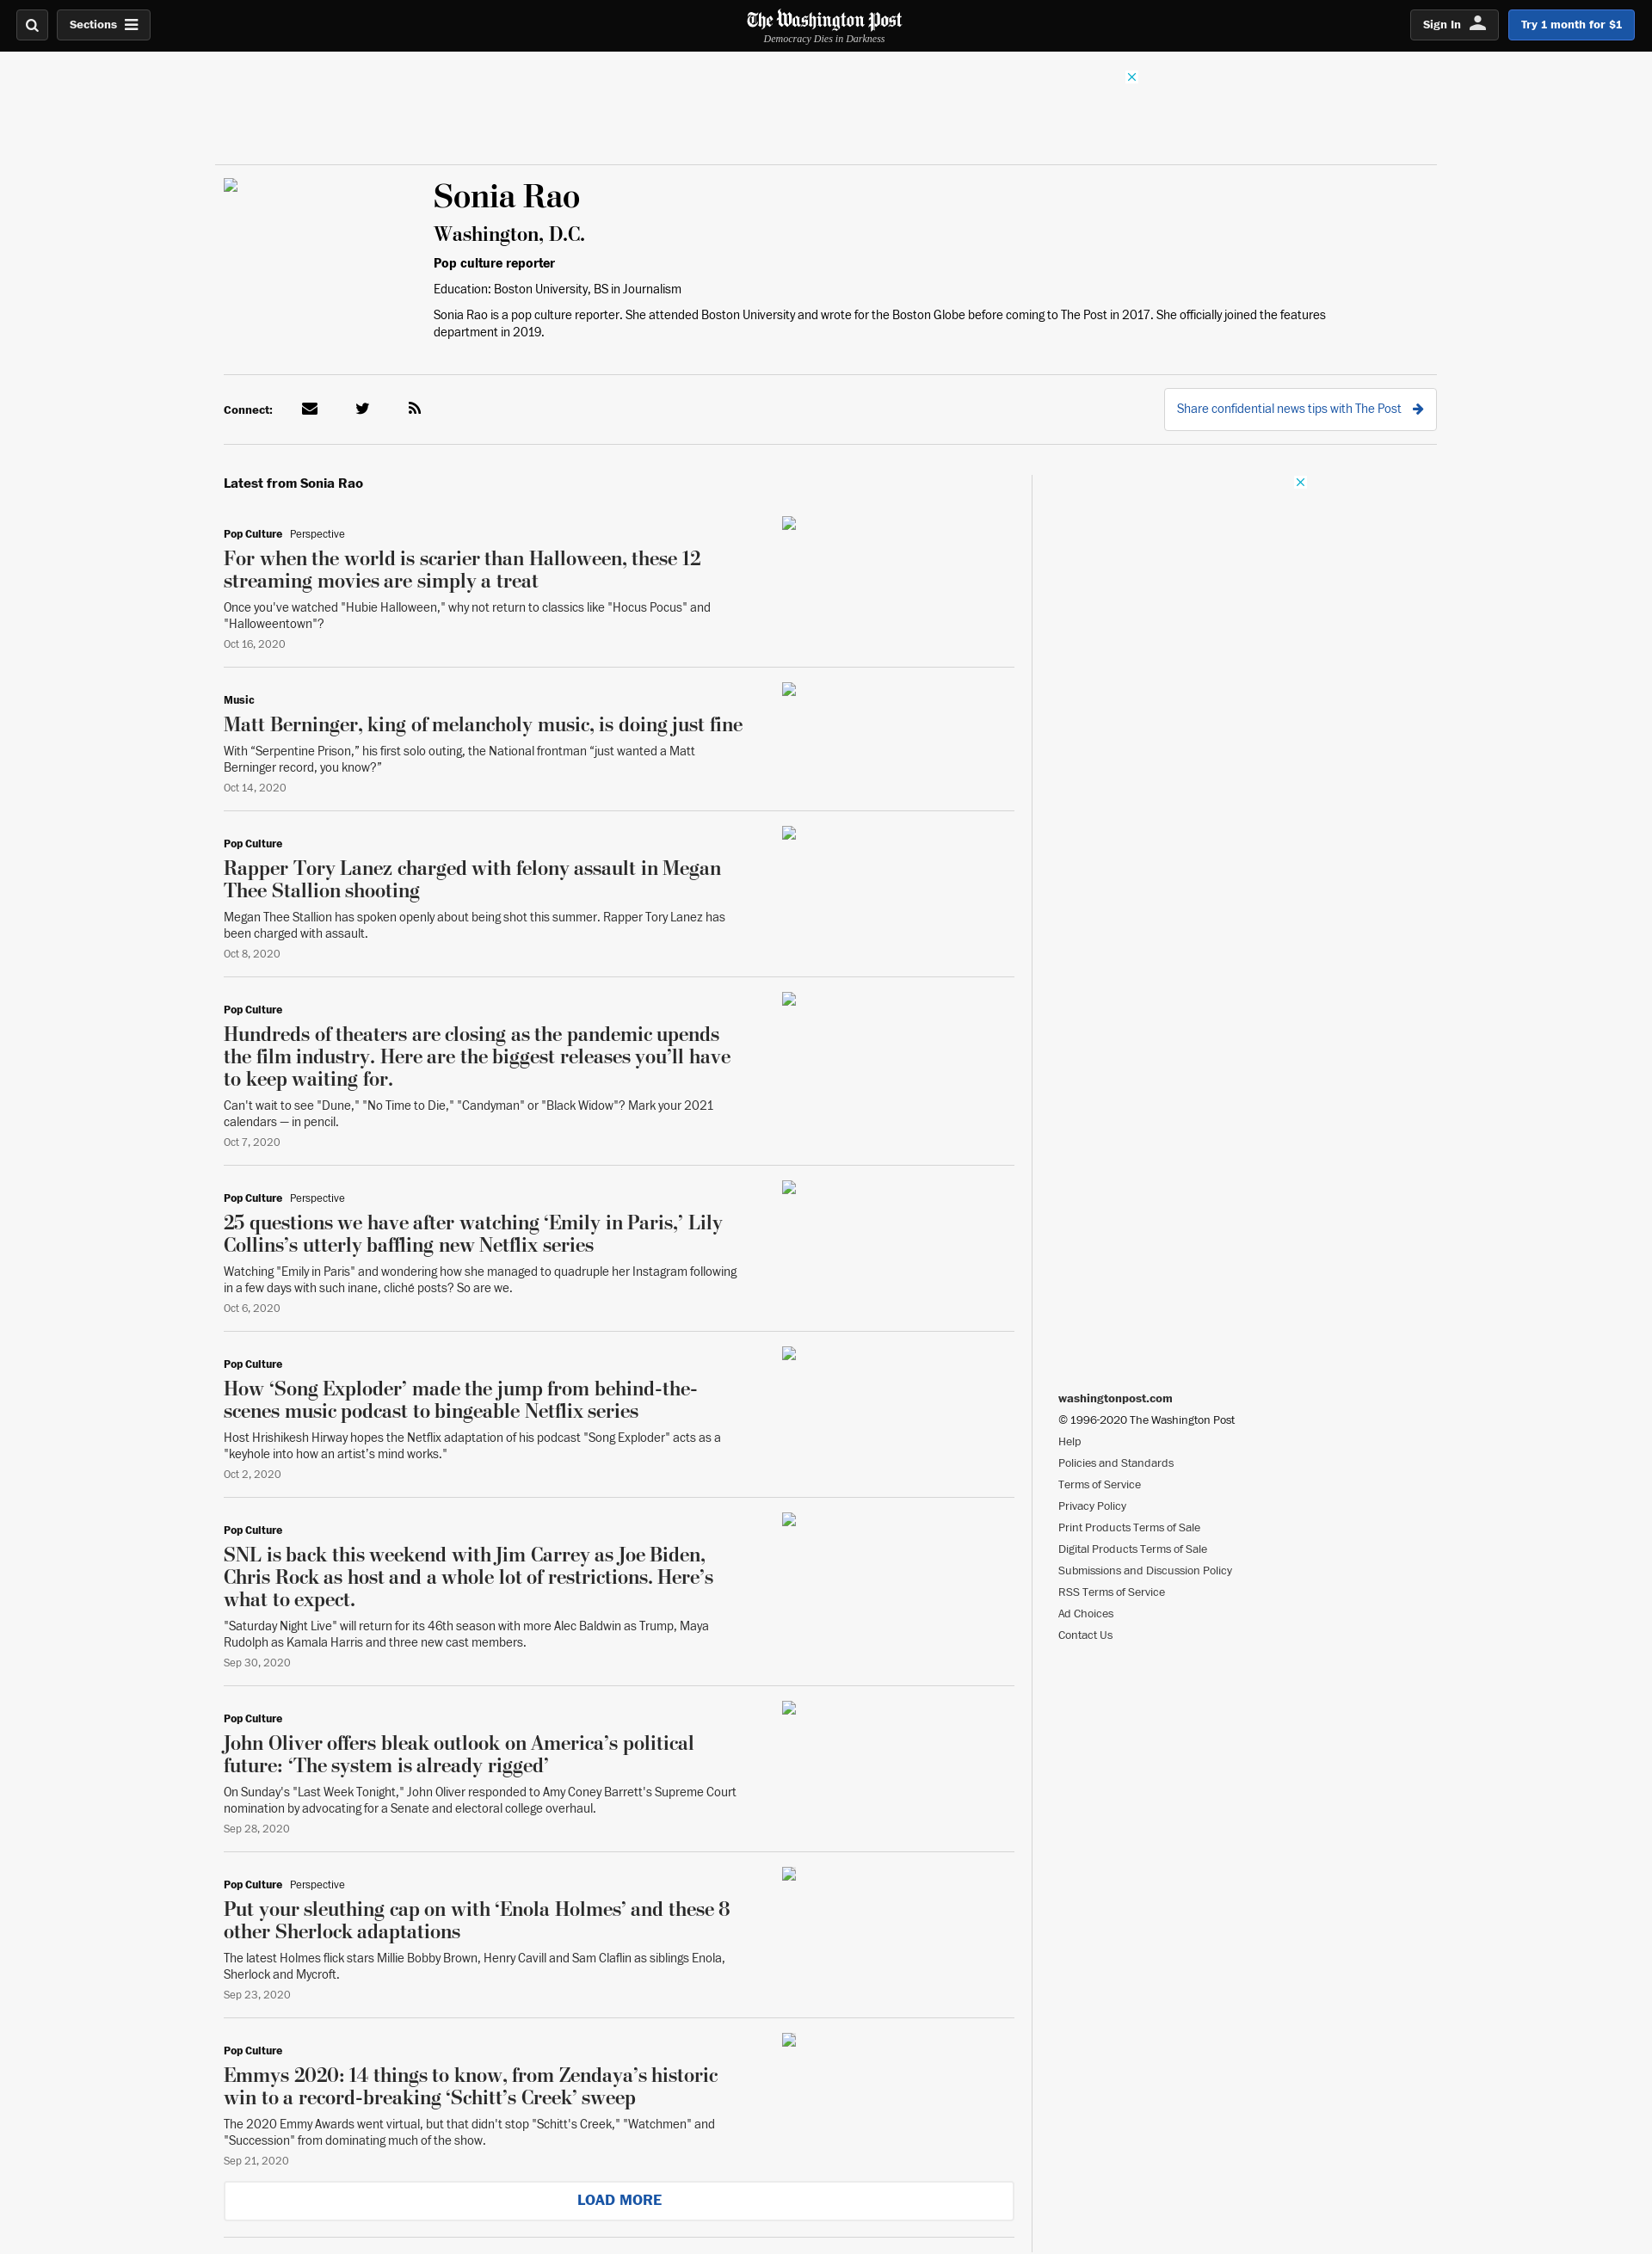 Sections
The Washington Post
Democracy Dies in Darkness
Sign In
Try 1 month for $1
Sonia Rao
Washington, D.C.
Pop culture reporter
Education: Boston University, BS in Journalism
Sonia Rao is a pop culture reporter. She attended Boston University and wrote for the Boston Globe before coming to The Post in 2017. She officially joined the features
department in 2019.
Connect:
Share confidential news tips with The Post
Latest from Sonia Rao
Pop Culture Perspective
For when the world is scarier than Halloween, these 12
streaming movies are simply a treat
Once you've watched "Hubie Halloween," why not return to classics like "Hocus Pocus" and
"Halloweentown"?
Oct 16, 2020
Music
Matt Berninger, king of melancholy music, is doing just fine
With “Serpentine Prison,” his first solo outing, the National frontman “just wanted a Matt
Berninger record, you know?”
Oct 14, 2020
Pop Culture
Rapper Tory Lanez charged with felony assault in Megan
Thee Stallion shooting
Megan Thee Stallion has spoken openly about being shot this summer. Rapper Tory Lanez has
been charged with assault.
Oct 8, 2020
Pop Culture
Hundreds of theaters are closing as the pandemic upends
the film industry. Here are the biggest releases you’ll have
to keep waiting for.
Can't wait to see "Dune," "No Time to Die," "Candyman" or "Black Widow"? Mark your 2021
calendars — in pencil.
Oct 7, 2020
Pop Culture Perspective
25 questions we have after watching ‘Emily in Paris,’ Lily
Collins’s utterly baffling new Netflix series
Watching "Emily in Paris" and wondering how she managed to quadruple her Instagram following
in a few days with such inane, cliché posts? So are we.
Oct 6, 2020
Pop Culture
How ‘Song Exploder’ made the jump from behind-the-
scenes music podcast to bingeable Netflix series
Host Hrishikesh Hirway hopes the Netflix adaptation of his podcast "Song Exploder" acts as a
"keyhole into how an artist’s mind works."
Oct 2, 2020
Pop Culture
SNL is back this weekend with Jim Carrey as Joe Biden,
Chris Rock as host and a whole lot of restrictions. Here’s
what to expect.
"Saturday Night Live" will return for its 46th season with more Alec Baldwin as Trump, Maya
Rudolph as Kamala Harris and three new cast members.
Sep 30, 2020
Pop Culture
John Oliver offers bleak outlook on America’s political
future: ‘The system is already rigged’
On Sunday's "Last Week Tonight," John Oliver responded to Amy Coney Barrett's Supreme Court
nomination by advocating for a Senate and electoral college overhaul.
Sep 28, 2020
Pop Culture Perspective
Put your sleuthing cap on with ‘Enola Holmes’ and these 8
other Sherlock adaptations
The latest Holmes flick stars Millie Bobby Brown, Henry Cavill and Sam Claflin as siblings Enola,
Sherlock and Mycroft.
Sep 23, 2020
Pop Culture
Emmys 2020: 14 things to know, from Zendaya’s historic
win to a record-breaking ‘Schitt’s Creek’ sweep
The 2020 Emmy Awards went virtual, but that didn't stop "Schitt's Creek," "Watchmen" and
"Succession" from dominating much of the show.
Sep 21, 2020
LOAD MORE
washingtonpost.com
© 1996-2020 The Washington Post
Help
Policies and Standards
Terms of Service
Privacy Policy
Print Products Terms of Sale
Digital Products Terms of Sale
Submissions and Discussion Policy
RSS Terms of Service
Ad Choices
Contact Us